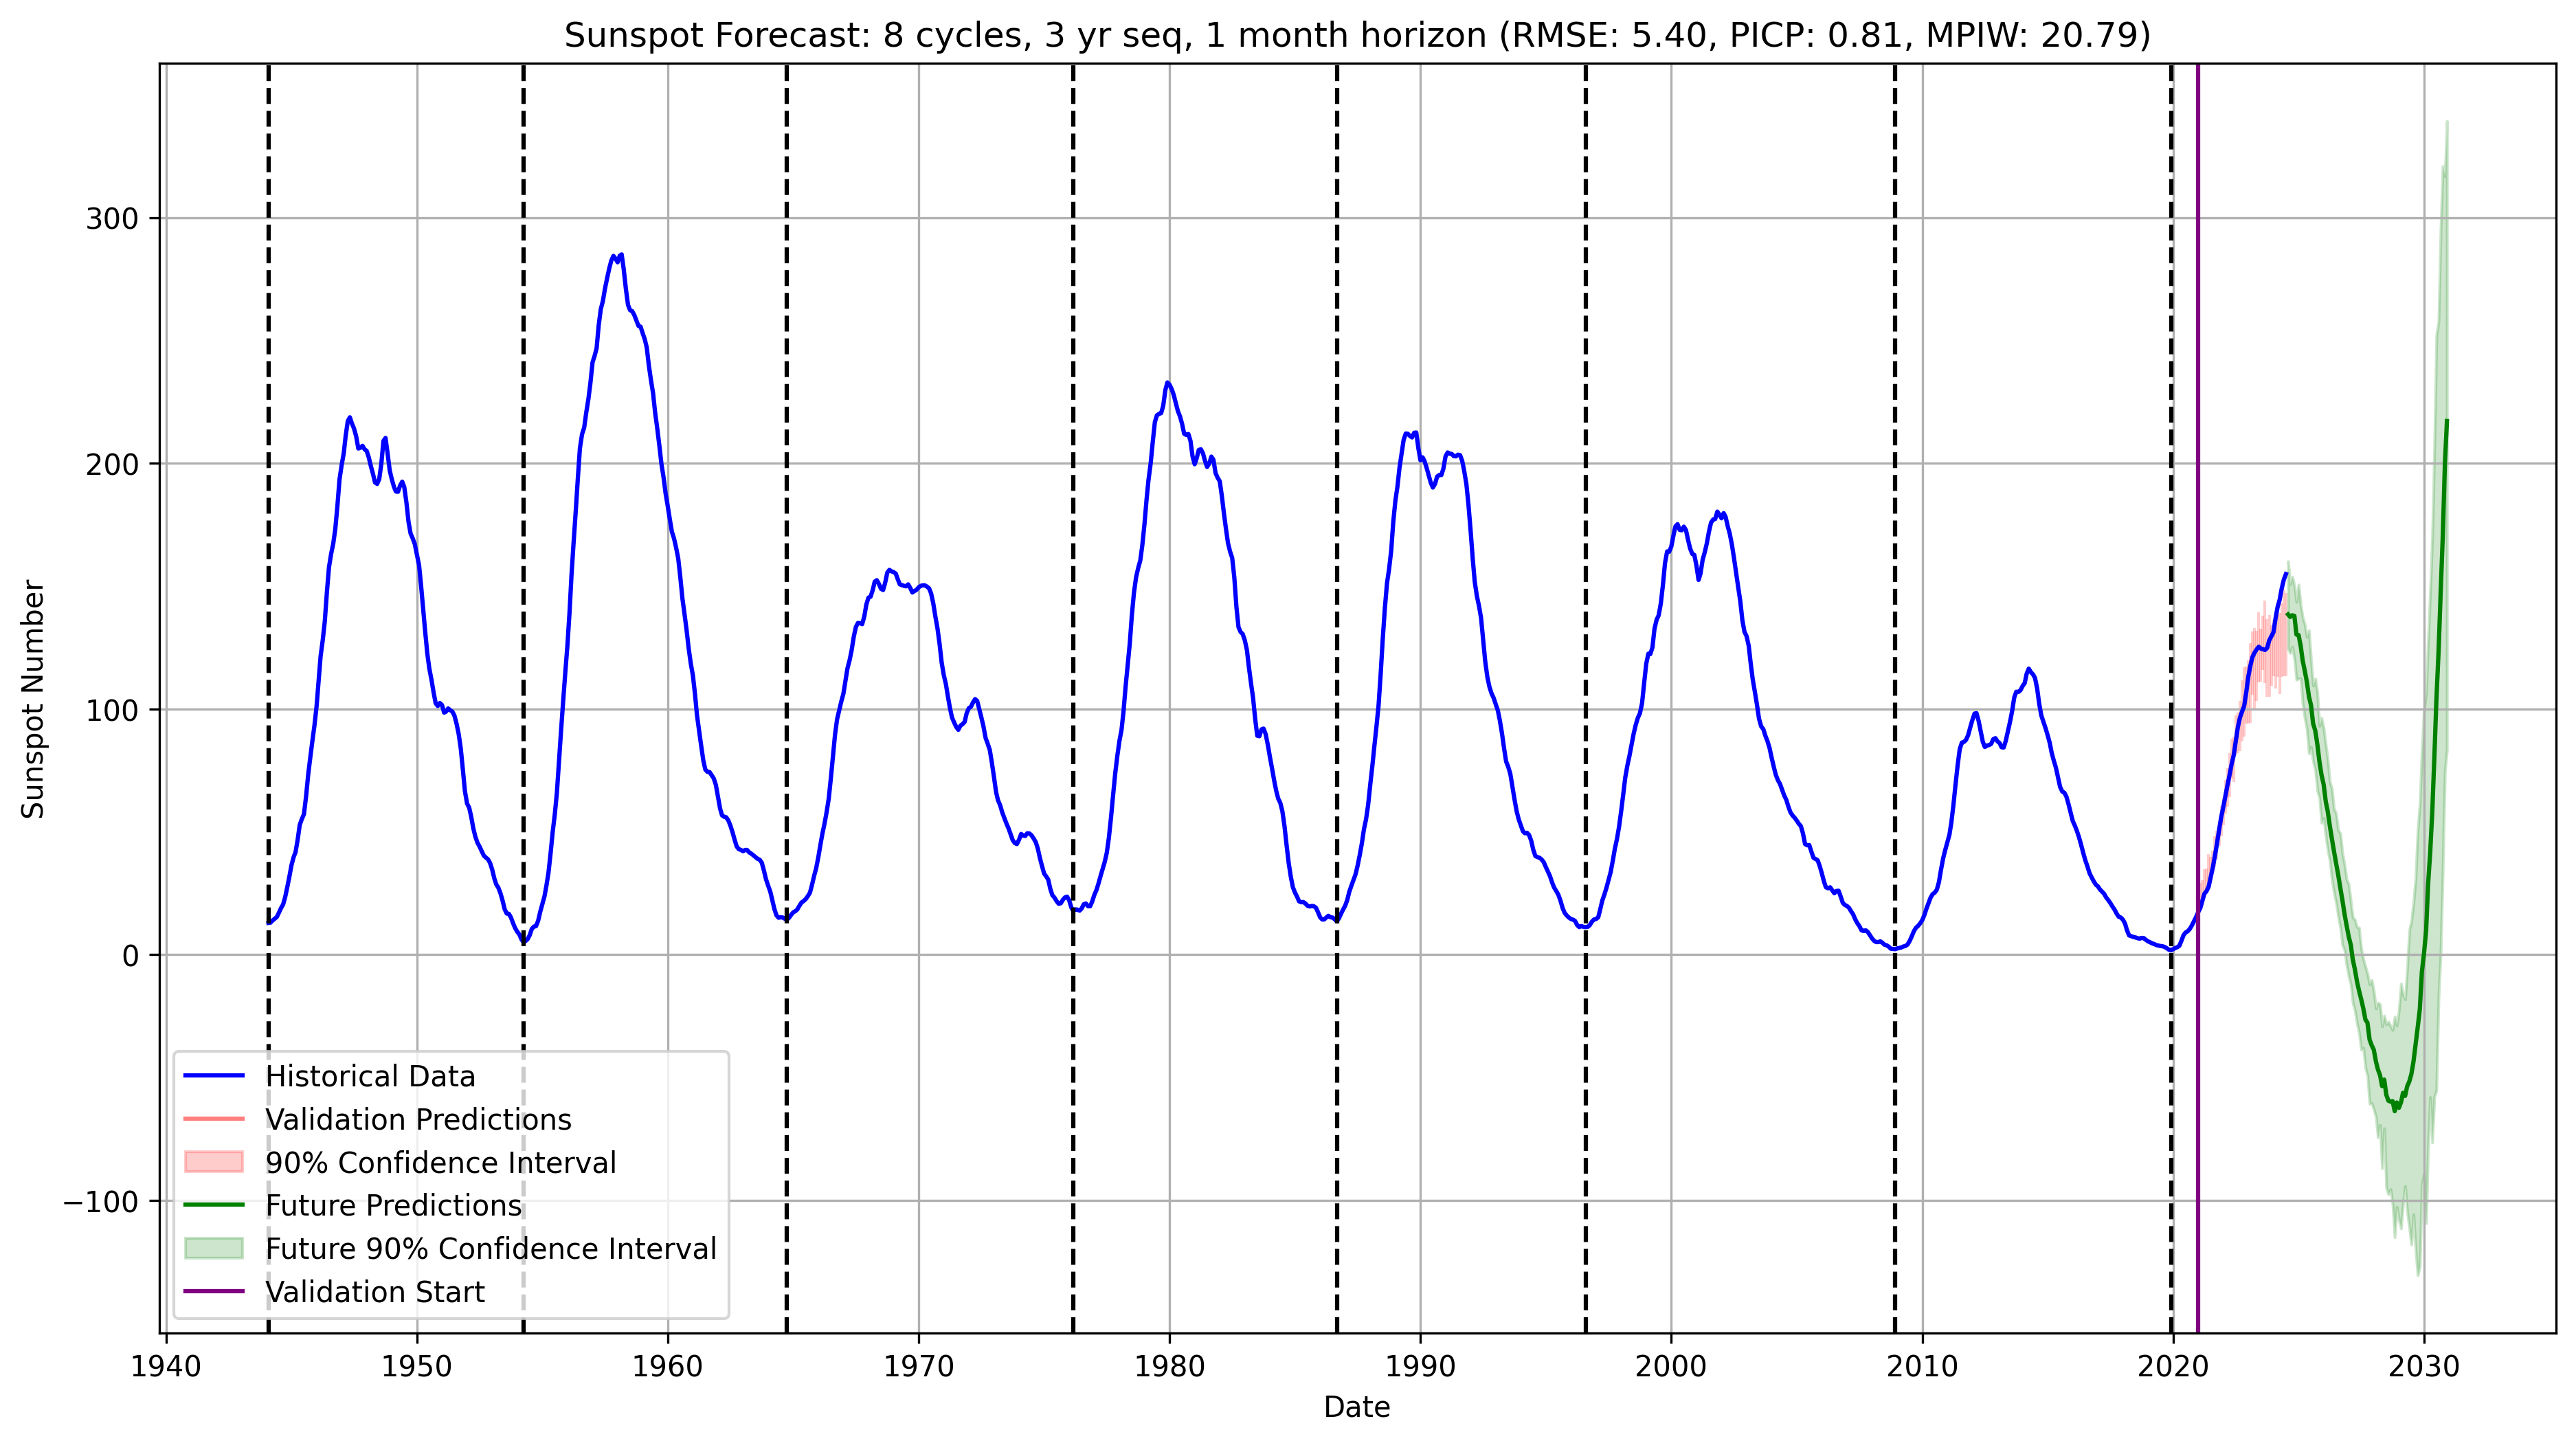 Sunspot Forecast: 8 cycles, 3 yr seq, 1 month horizon (RMSE: 5.40, PICP: 0.81, MPIW: 20.79)
Sunspot Number
300
200
100
0
−100
Historical Data
Validation Predictions
90% Confidence Interval
Future Predictions
Future 90% Confidence Interval
Validation Start
1940 1950 1960 1970 1980 1990 2000 2010 2020 2030
Date